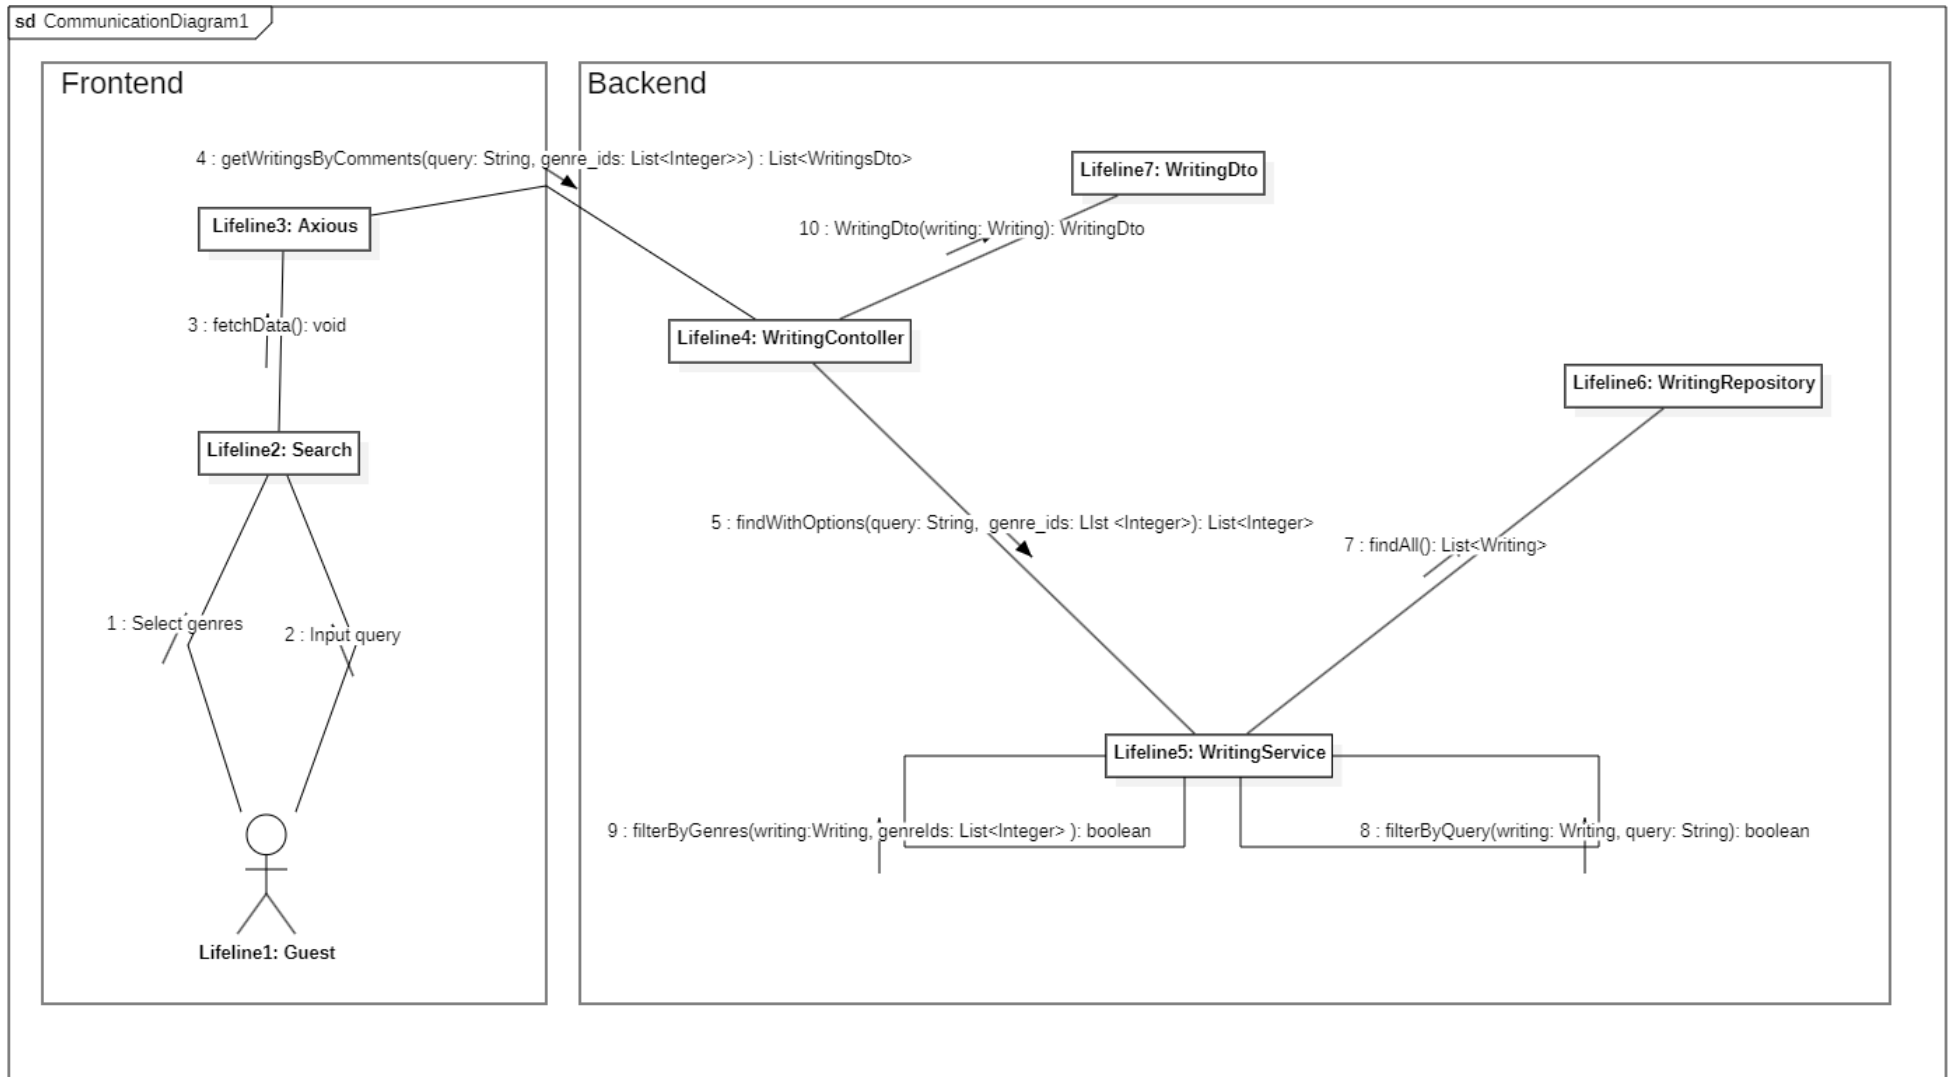 sd CommunicationDiagram1
Frontend
Backend
4 : getWritingsByComments(query: String, genre_ids: List<Integer>>) : List<WritingsDto>
Lifeline7: WritingDto
Lifeline3: Axious
10 : WritingDto(writing: Writing): WritingDto
3 : fetchData(): void
Lifeline4: WritingContoller
Lifeline6: WritingRepository
Lifeline2: Search
5 : findWithOptions(query: String,  genre_ids: LIst <Integer>): List<Integer>
7 : findAll(): List<Writing>
1 : Select genres
2 : Input query
Lifeline5: WritingService
9 : filterByGenres(writing:Writing, genreIds: List<Integer> ): boolean
8 : filterByQuery(writing: Writing, query: String): boolean
Lifeline1: Guest